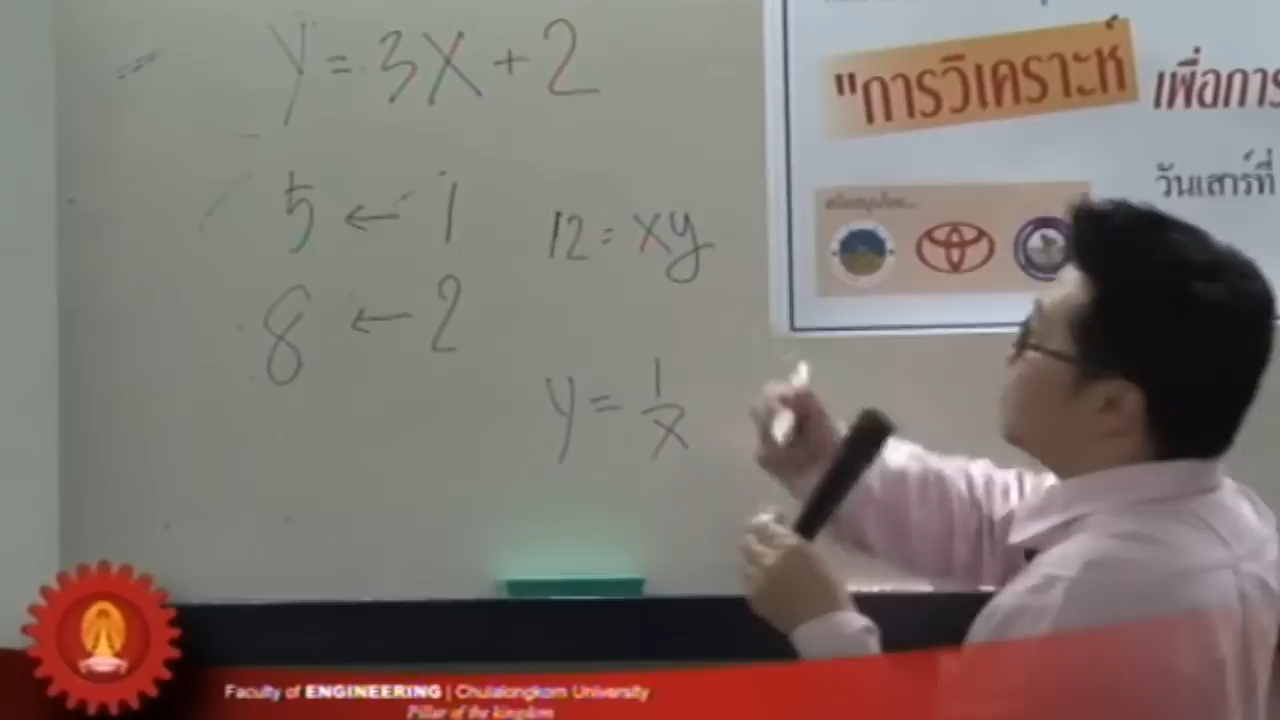 y = 3x + 2
5 ← 1
8 ← 2
12 = xy
y = 1/x
"การวิเคราะห์ เพื่อการ
วันเสาร์ที่
Faculty of ENGINEERING | Chulalongkorn University
Pillar of the kingdom